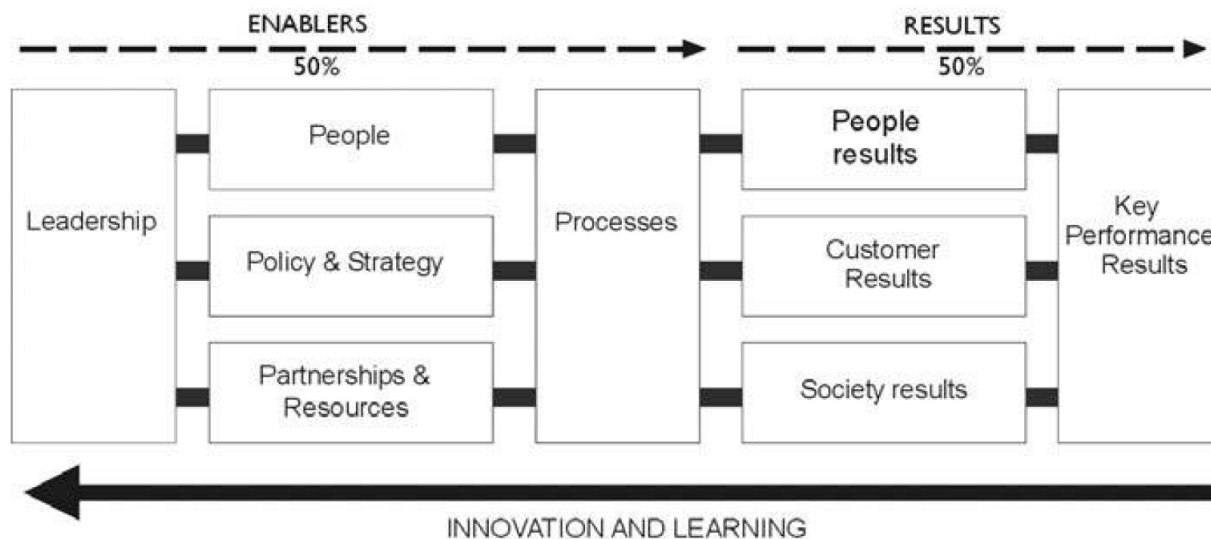 ENABLERS
50%
RESULTS
50%
Leadership
People
Policy & Strategy
Partnerships &
Resources
Processes
People
results
Customer
Results
Society results
Key
Performance
Results
INNOVATION AND LEARNING